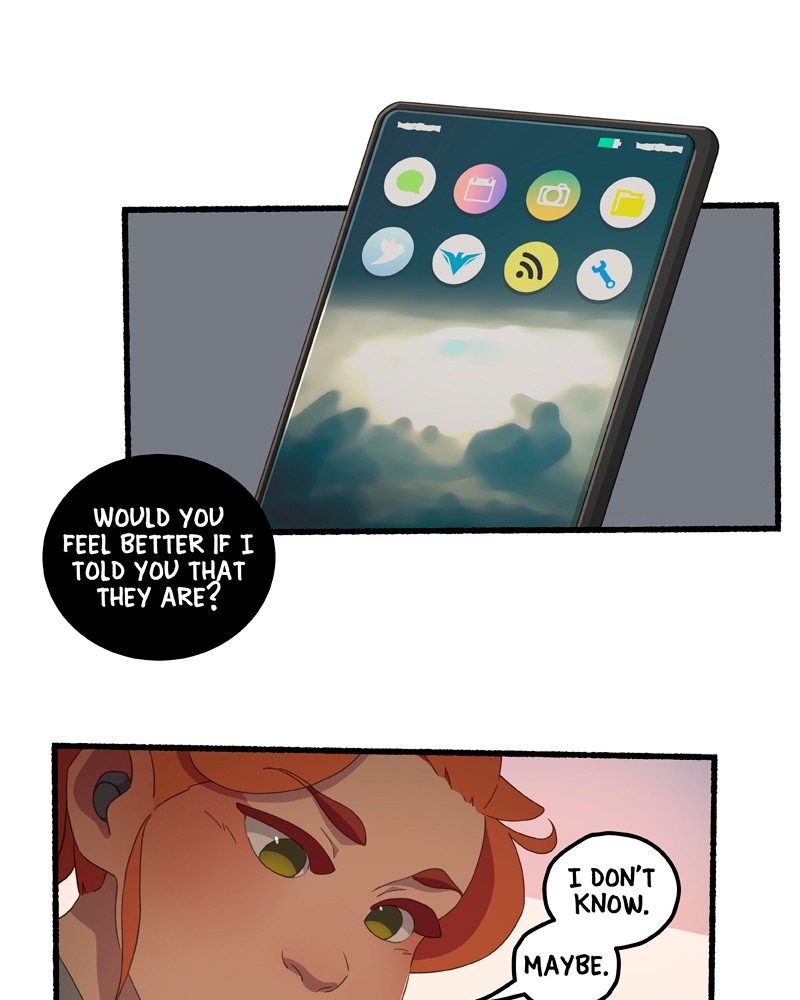 WOULD YOU
FEEL BETTER IF I
TOLD YOU THAT
THEY ARE?
I DON'T
KNOW.
MAYBE.